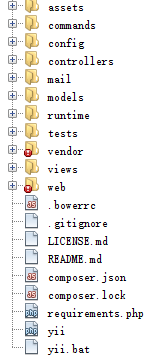 assets
commands
config
controllers
mail
models
runtime
tests
vendor
views
web
.bowerrc
.gitignore
LICENSE.md
README.md
composer.json
composer.lock
requirements.php
yii
yii.bat